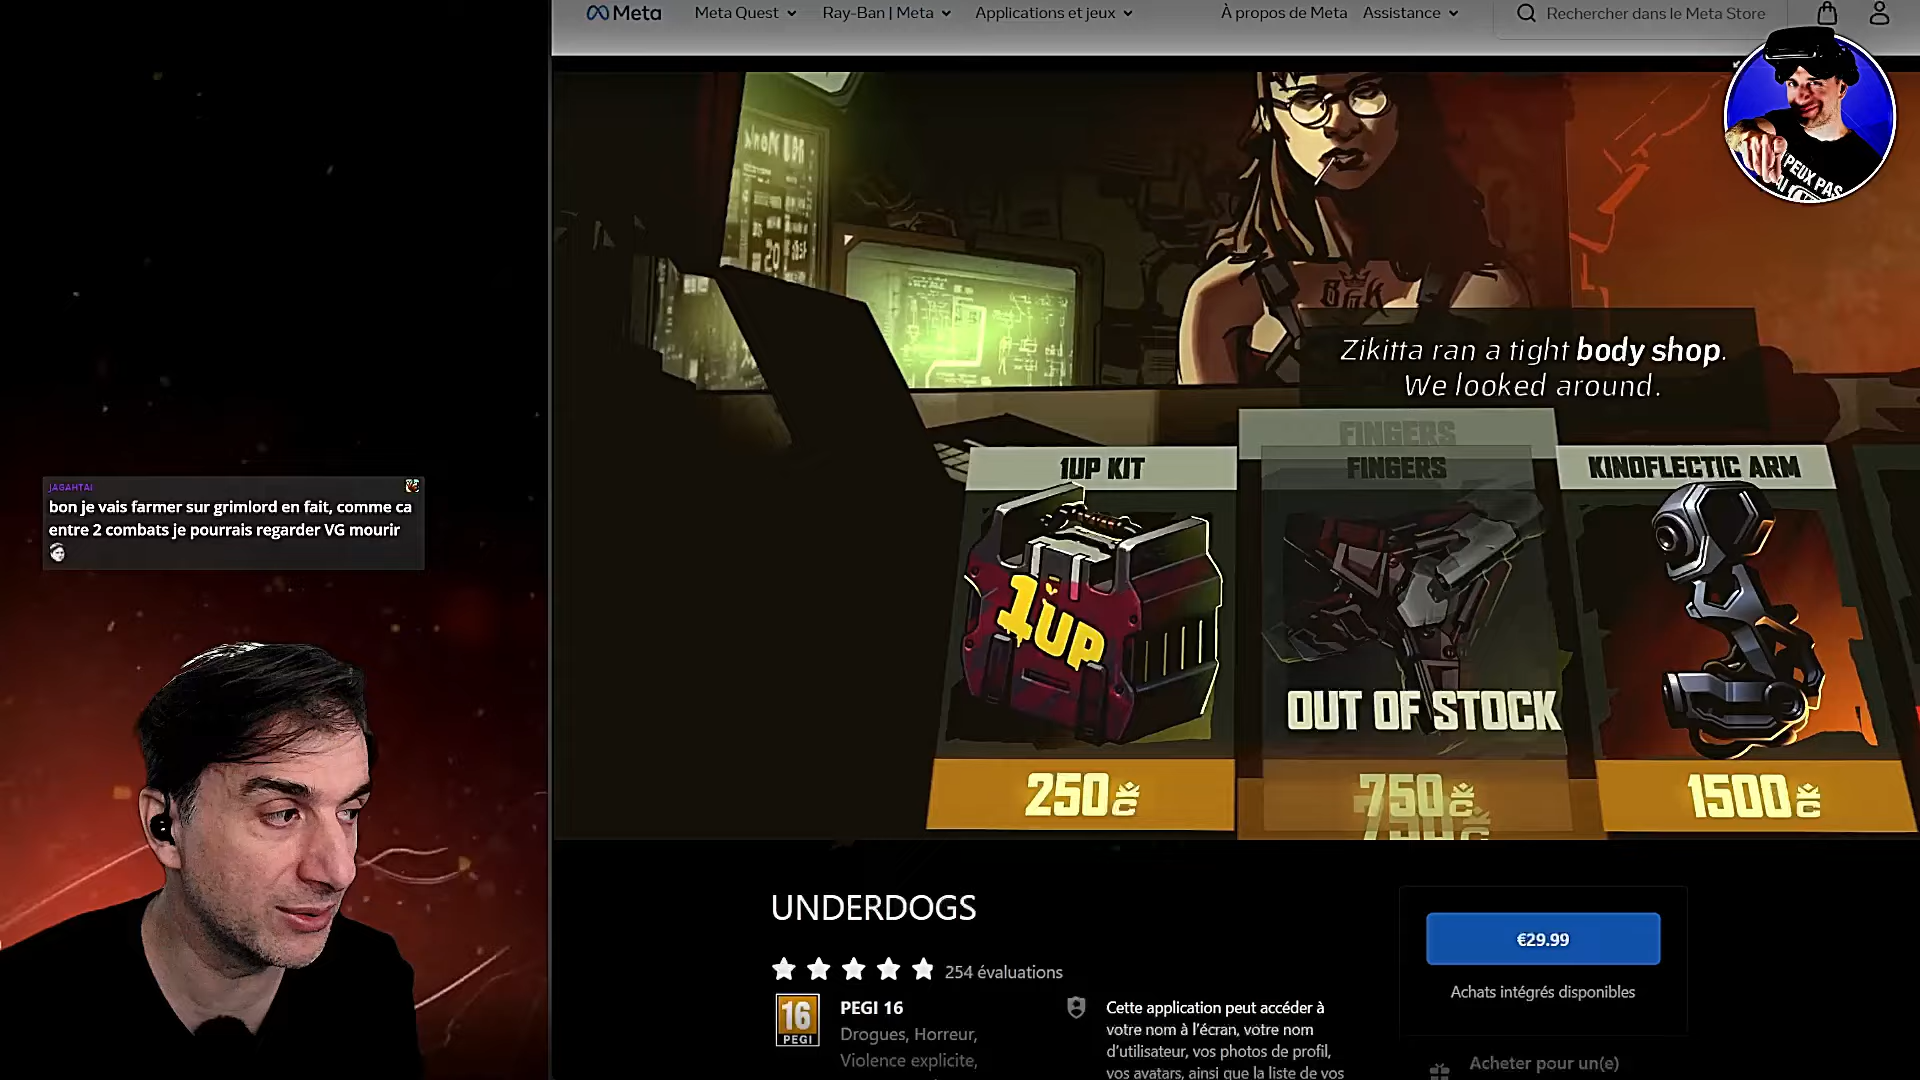 Meta
Meta Quest
Ray-Ban | Meta
Applications et jeux
À propos de Meta
Assistance
Rechercher dans le Meta Store
PEUX PAS
Zikitta ran a tight body shop.
We looked around.
FINGERS
1UP KIT
FINGERS
KINOFLECTIC ARM
1UP
OUT OF STOCK
250
750
750
1500
JAGAHTAI
bon je vais farmer sur grimlord en fait, comme ca
entre 2 combats je pourrais regarder VG mourir
UNDERDOGS
254 évaluations
€29.99
Achats intégrés disponibles
16
PEGI
PEGI 16
Drogues, Horreur,
Violence explicite,
Cette application peut accéder à
votre nom à l'écran, votre nom
d'utilisateur, vos photos de profil,
vos avatars, ainsi que la liste de vos
Acheter pour un(e)